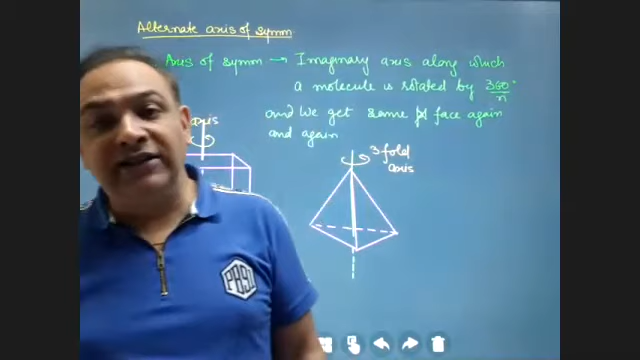 Alternate axis of symm
Axis of symm → Imaginary axis along which
a molecule is rotated by 360°/n
and we get same face again
and again
axis
3 fold
axis
PB91